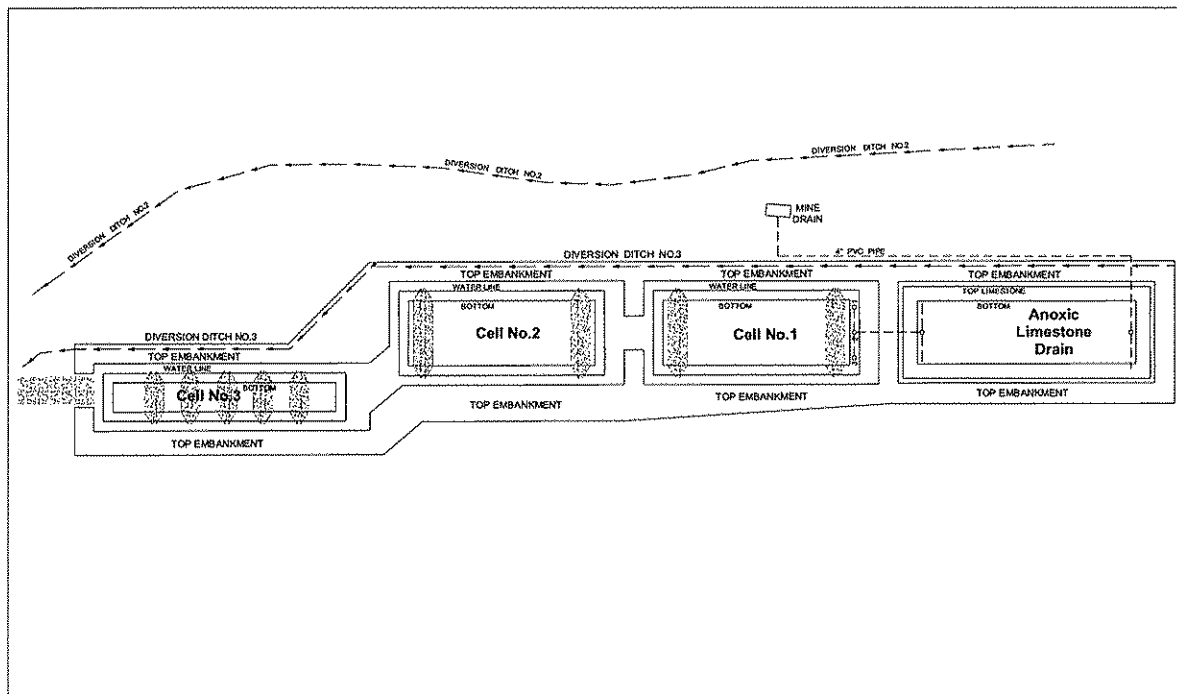 DIVERSION DITCH NO.2
DIVERSION DITCH NO.2
DIVERSION DITCH NO.2
MINE
DRAIN
4" PVC PIPE
DIVERSION DITCH NO.3
TOP EMBANKMENT
TOP EMBANKMENT
TOP EMBANKMENT
WATER LINE
WATER LINE
TOP LIMESTONE
BOTTOM
BOTTOM
BOTTOM
Cell No.2
Cell No.1
Anoxic
Limestone
Drain
DIVERSION DITCH NO.3
TOP EMBANKMENT
WATER LINE
BOTTOM
Cell No.3
TOP EMBANKMENT
TOP EMBANKMENT
TOP EMBANKMENT
TOP EMBANKMENT